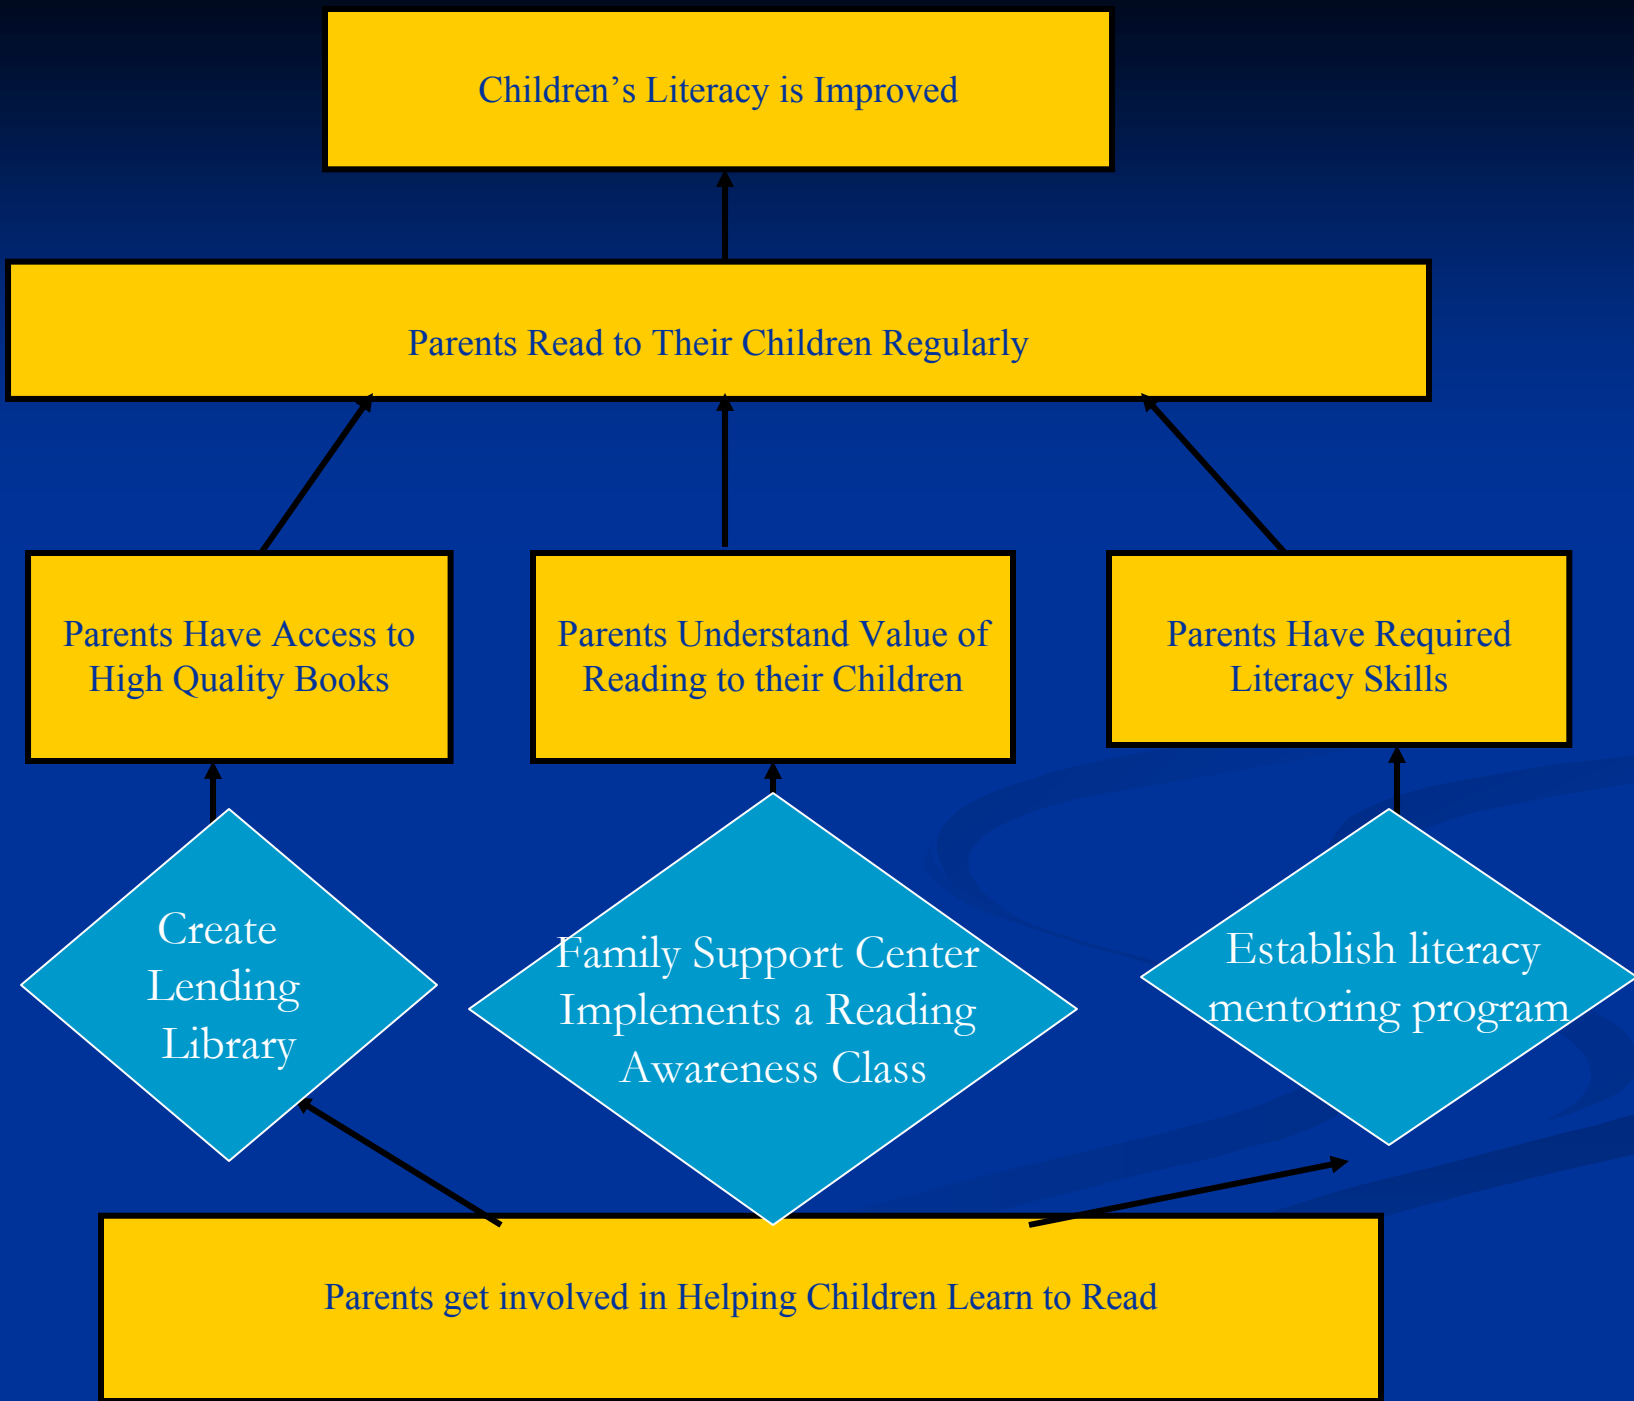 Children’s Literacy is Improved
Parents Read to Their Children Regularly
Parents Have Access to
High Quality Books
Parents Understand Value of
Reading to their Children
Parents Have Required
Literacy Skills
Create
Lending
Library
Family Support Center
Implements a Reading
Awareness Class
Establish literacy
mentoring program
Parents get involved in Helping Children Learn to Read